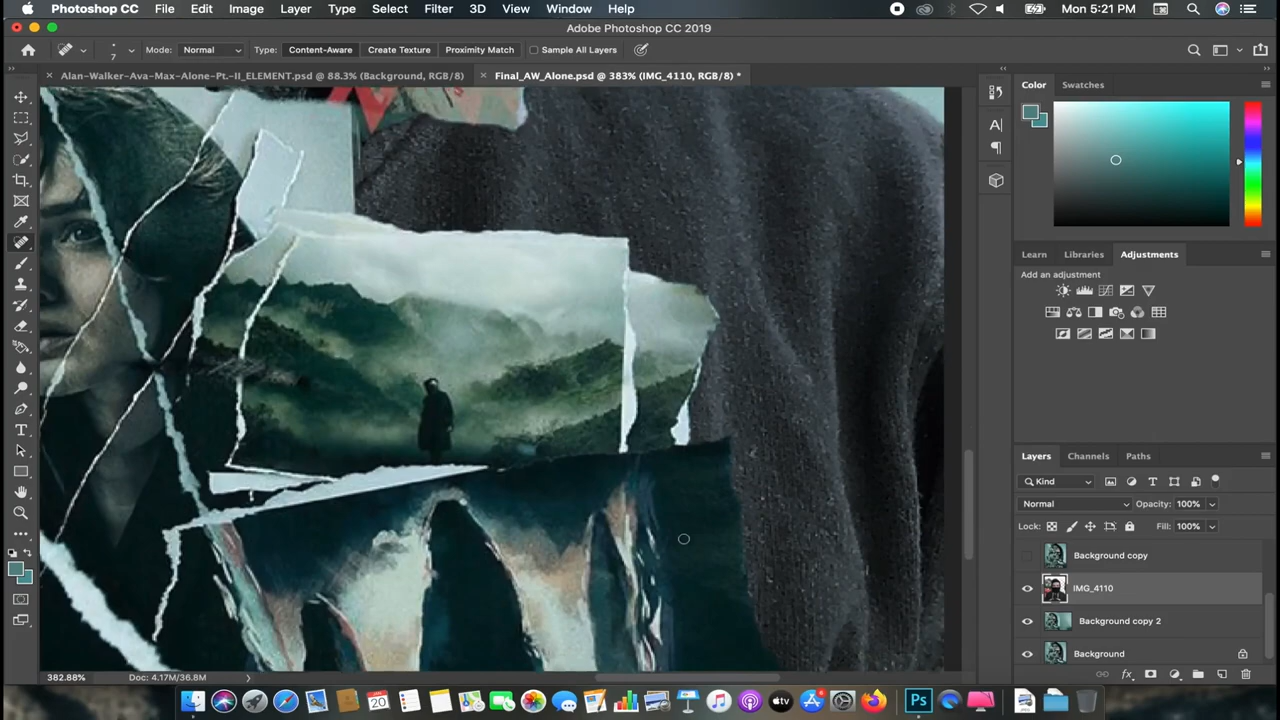 Photoshop CC File Edit Image Layer Type Select Filter 3D View Window Help Mon 5:21 PM
Adobe Photoshop CC 2019
7 Mode: Normal Type: Content-Aware Create Texture Proximity Match Sample All Layers
Alan-Walker-Ava-Max-Alone-Pt.-II_ELEMENT.psd @ 88.3% (Background, RGB/8) Final_AW_Alone.psd @ 383% (IMG_4110, RGB/8) *
Color Swatches
Learn Libraries Adjustments
Add an adjustment
Layers Channels Paths
Kind
Normal Opacity: 100%
Lock: Fill: 100%
Background copy
IMG_4110
Background copy 2
Background
382.88% Doc: 4.17M/36.8M
20
tv
Ps